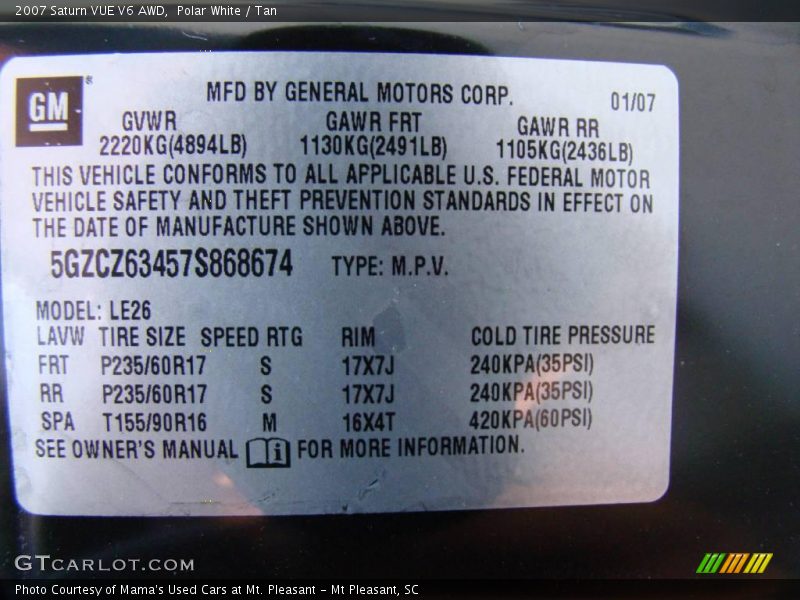 2007 Saturn VUE V6 AWD,  Polar White / Tan
GM ®
MFD BY GENERAL MOTORS CORP.
01/07
GVWR GAWR FRT GAWR RR
2220KG(4894LB) 1130KG(2491LB) 1105KG(2436LB)
THIS VEHICLE CONFORMS TO ALL APPLICABLE U.S. FEDERAL MOTOR
VEHICLE SAFETY AND THEFT PREVENTION STANDARDS IN EFFECT ON
THE DATE OF MANUFACTURE SHOWN ABOVE.
5GZCZ63457S868674 TYPE: M.P.V.
MODEL: LE26
LAVW TIRE SIZE SPEED RTG RIM COLD TIRE PRESSURE
FRT P235/60R17 S 17X7J 240KPA(35PSI)
RR P235/60R17 S 17X7J 240KPA(35PSI)
SPA T155/90R16 M 16X4T 420KPA(60PSI)
SEE OWNER'S MANUAL i FOR MORE INFORMATION.
GTCARLOT.COM
Photo Courtesy of Mama's Used Cars at Mt. Pleasant - Mt Pleasant, SC